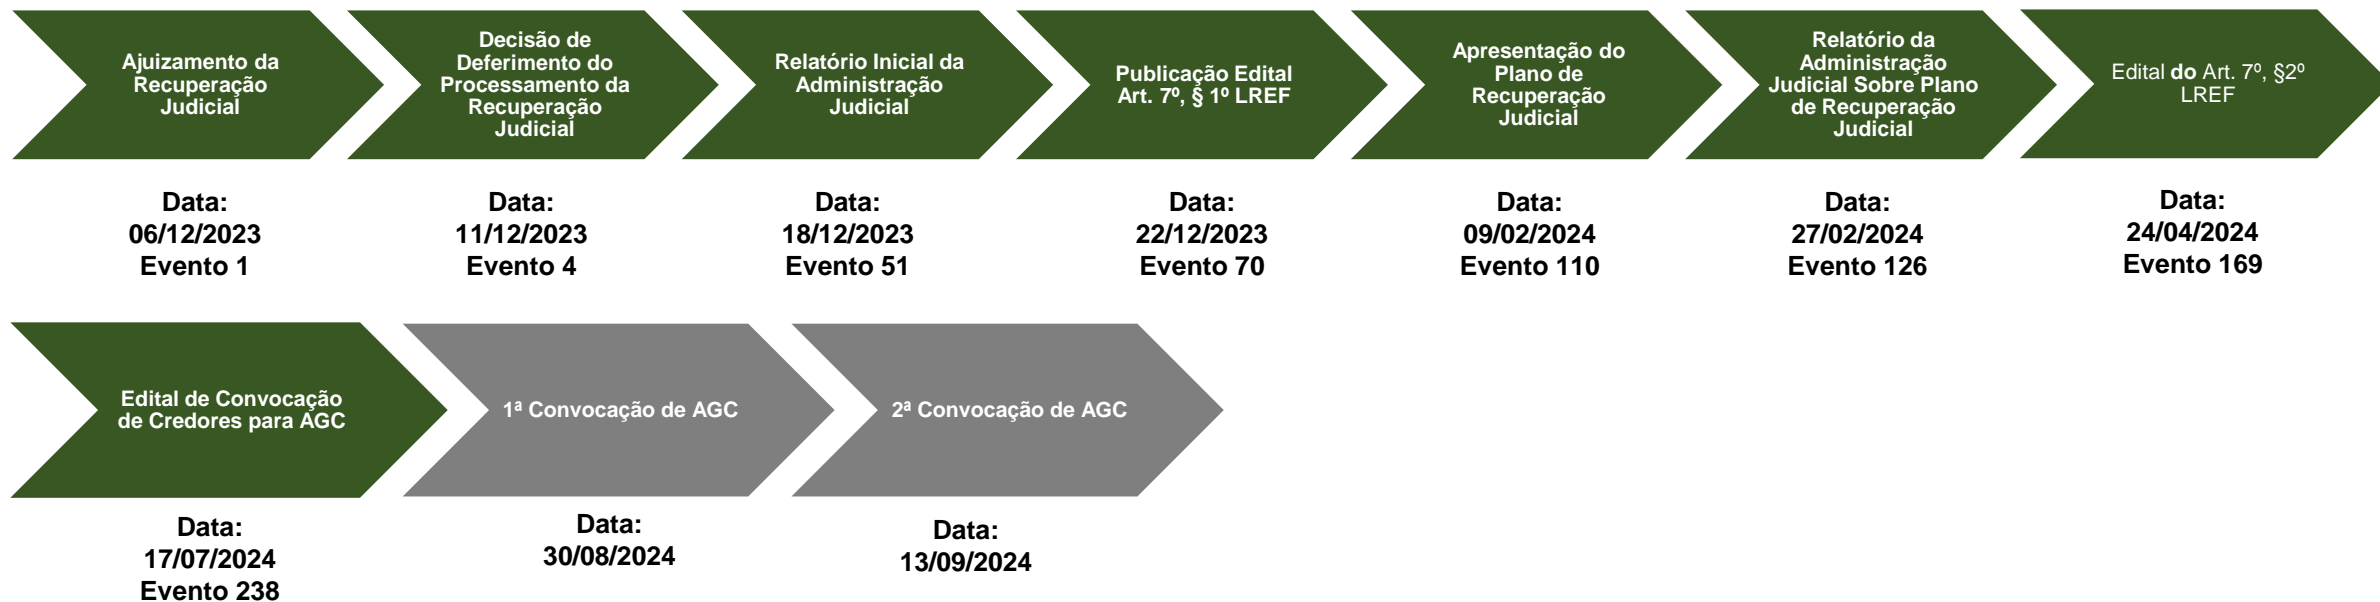 Ajuizamento da
Recuperação
Judicial
Decisão de
Deferimento do
Processamento da
Recuperação
Judicial
Relatório Inicial da
Administração
Judicial
Publicação Edital
Art. 7º, § 1º LREF
Apresentação do
Plano de
Recuperação
Judicial
Relatório da
Administração
Judicial Sobre Plano
de Recuperação
Judicial
Edital do Art. 7º, §2º
LREF
Data:
06/12/2023
Evento 1
Data:
11/12/2023
Evento 4
Data:
18/12/2023
Evento 51
Data:
22/12/2023
Evento 70
Data:
09/02/2024
Evento 110
Data:
27/02/2024
Evento 126
Data:
24/04/2024
Evento 169
Edital de Convocação
de Credores para AGC
1ª Convocação de AGC
2ª Convocação de AGC
Data:
17/07/2024
Evento 238
Data:
30/08/2024
Data:
13/09/2024